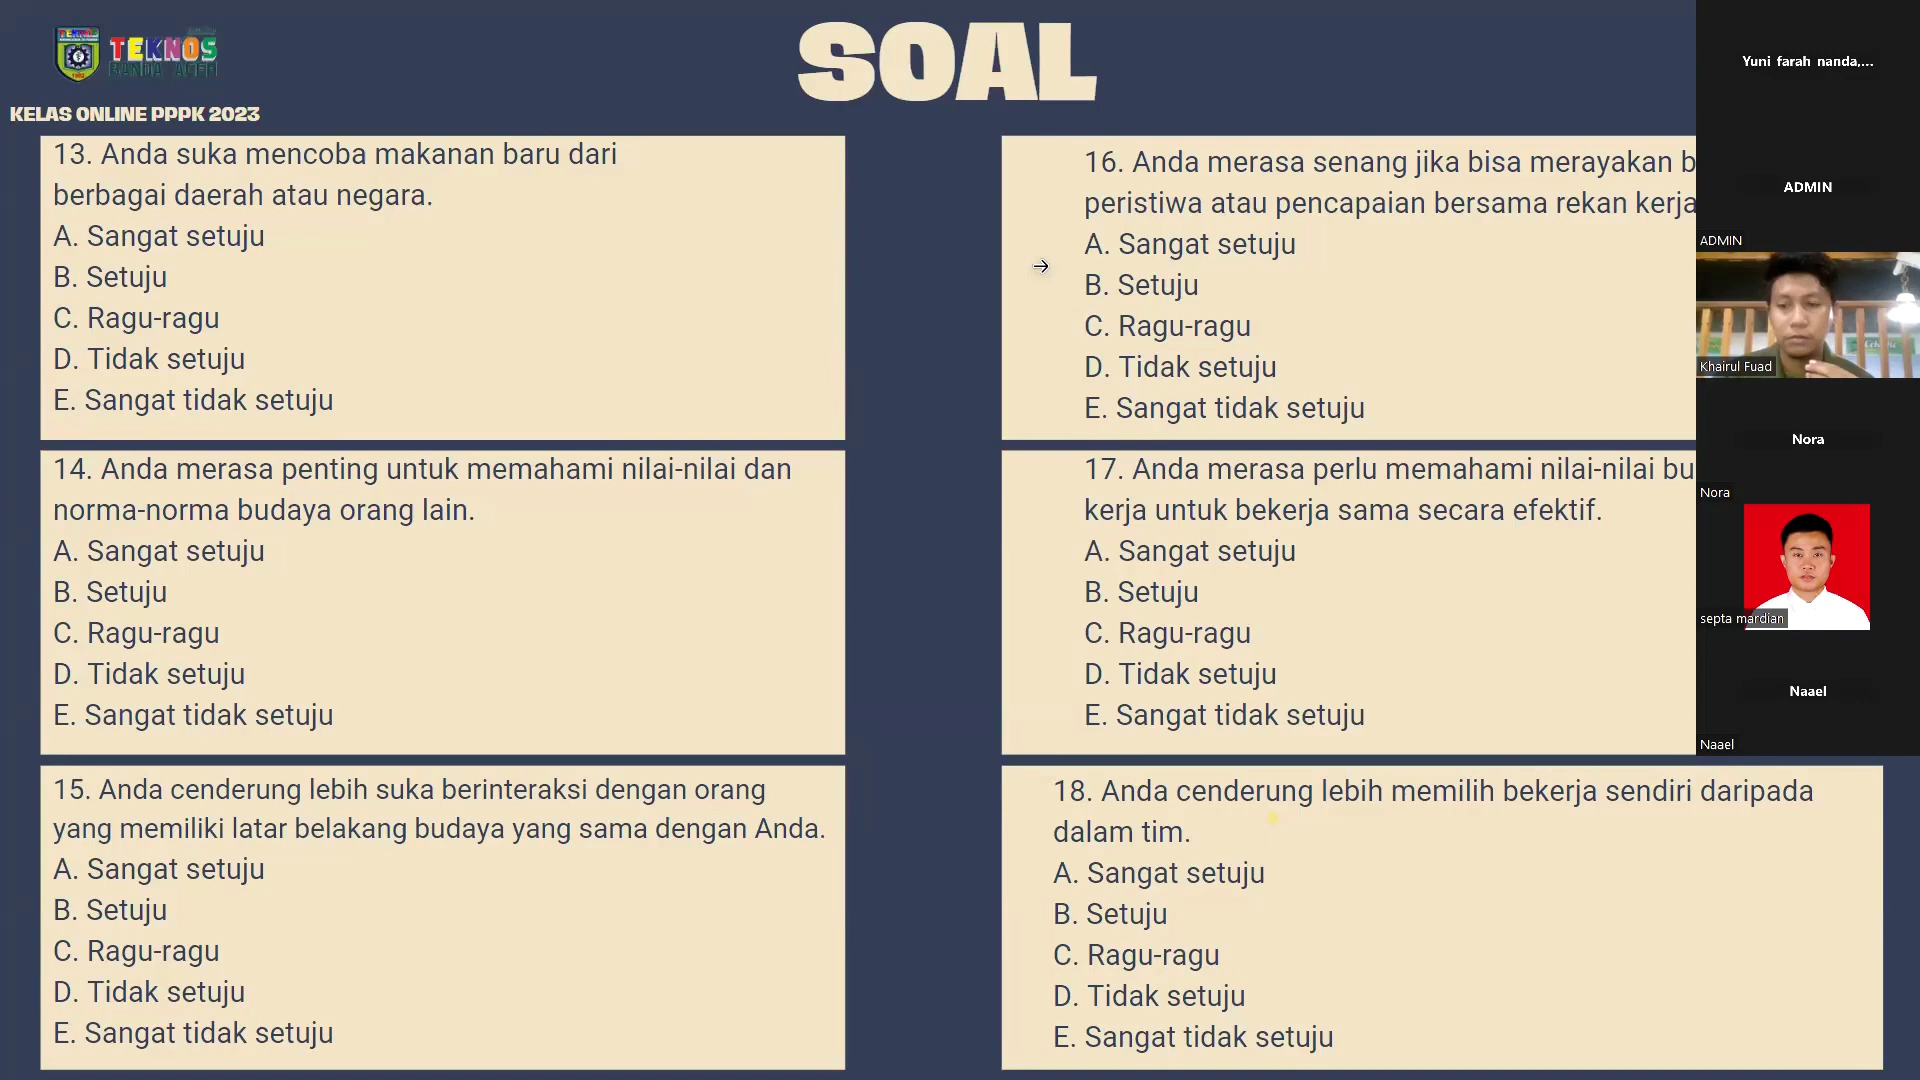 TEKNOS
BANDA ACEH
SOAL
KELAS ONLINE PPPK 2023
13. Anda suka mencoba makanan baru dari
berbagai daerah atau negara.
A. Sangat setuju
B. Setuju
C. Ragu-ragu
D. Tidak setuju
E. Sangat tidak setuju
14. Anda merasa penting untuk memahami nilai-nilai dan
norma-norma budaya orang lain.
A. Sangat setuju
B. Setuju
C. Ragu-ragu
D. Tidak setuju
E. Sangat tidak setuju
15. Anda cenderung lebih suka berinteraksi dengan orang
yang memiliki latar belakang budaya yang sama dengan Anda.
A. Sangat setuju
B. Setuju
C. Ragu-ragu
D. Tidak setuju
E. Sangat tidak setuju
16. Anda merasa senang jika bisa merayakan b
peristiwa atau pencapaian bersama rekan kerja
A. Sangat setuju
B. Setuju
C. Ragu-ragu
D. Tidak setuju
E. Sangat tidak setuju
17. Anda merasa perlu memahami nilai-nilai bu
kerja untuk bekerja sama secara efektif.
A. Sangat setuju
B. Setuju
C. Ragu-ragu
D. Tidak setuju
E. Sangat tidak setuju
18. Anda cenderung lebih memilih bekerja sendiri daripada
dalam tim.
A. Sangat setuju
B. Setuju
C. Ragu-ragu
D. Tidak setuju
E. Sangat tidak setuju
Yuni farah nanda,...
ADMIN
ADMIN
Khairul Fuad
Nora
Nora
septa mardian
Naael
Naael